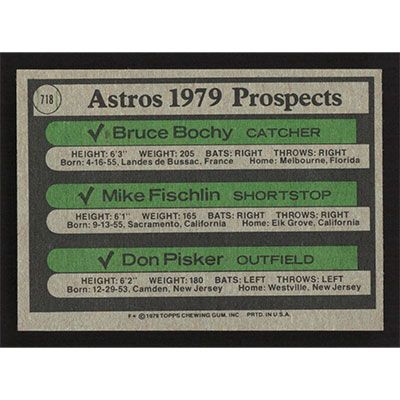 718
Astros 1979 Prospects
✓ Bruce Bochy CATCHER
HEIGHT: 6'3" WEIGHT: 205 BATS: RIGHT THROWS: RIGHT
Born: 4-16-55, Landes de Bussac, France Home: Melbourne, Florida
✓ Mike Fischlin SHORTSTOP
HEIGHT: 6'1" WEIGHT: 165 BATS: RIGHT THROWS: RIGHT
Born: 9-13-55, Sacramento, California Home: Elk Grove, California
✓ Don Pisker OUTFIELD
HEIGHT: 6'2" WEIGHT: 180 BATS: LEFT THROWS: LEFT
Born: 12-29-53, Camden, New Jersey Home: Westville, New Jersey
F* © 1979 TOPPS CHEWING GUM, INC PRTD. IN U.S.A.